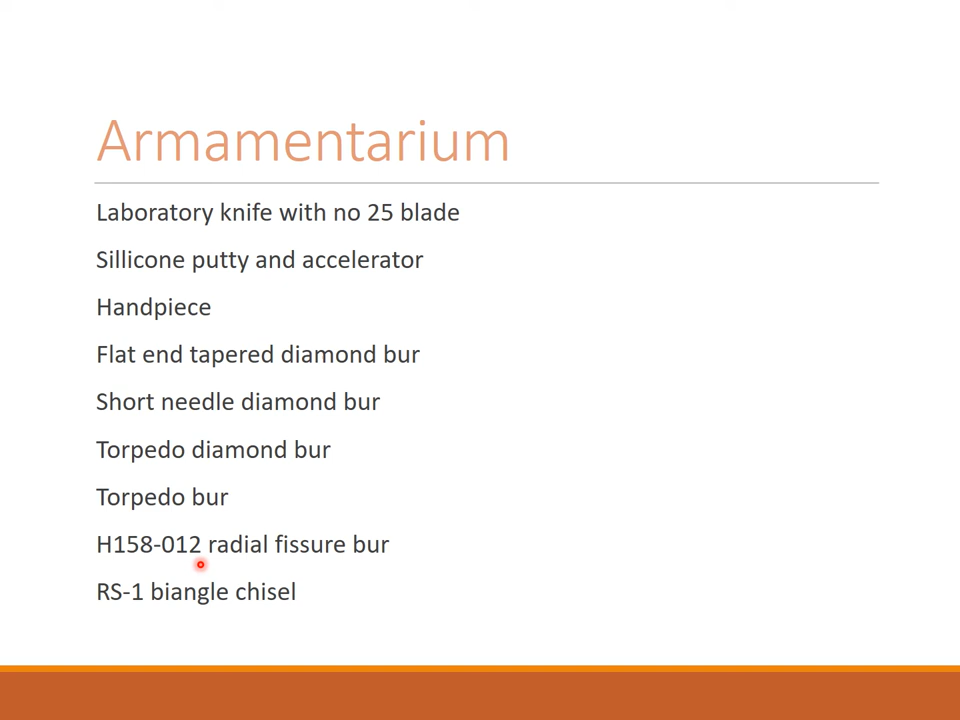 Armamentarium
Laboratory knife with no 25 blade
Sillicone putty and accelerator
Handpiece
Flat end tapered diamond bur
Short needle diamond bur
Torpedo diamond bur
Torpedo bur
H158-012 radial fissure bur
RS-1 biangle chisel